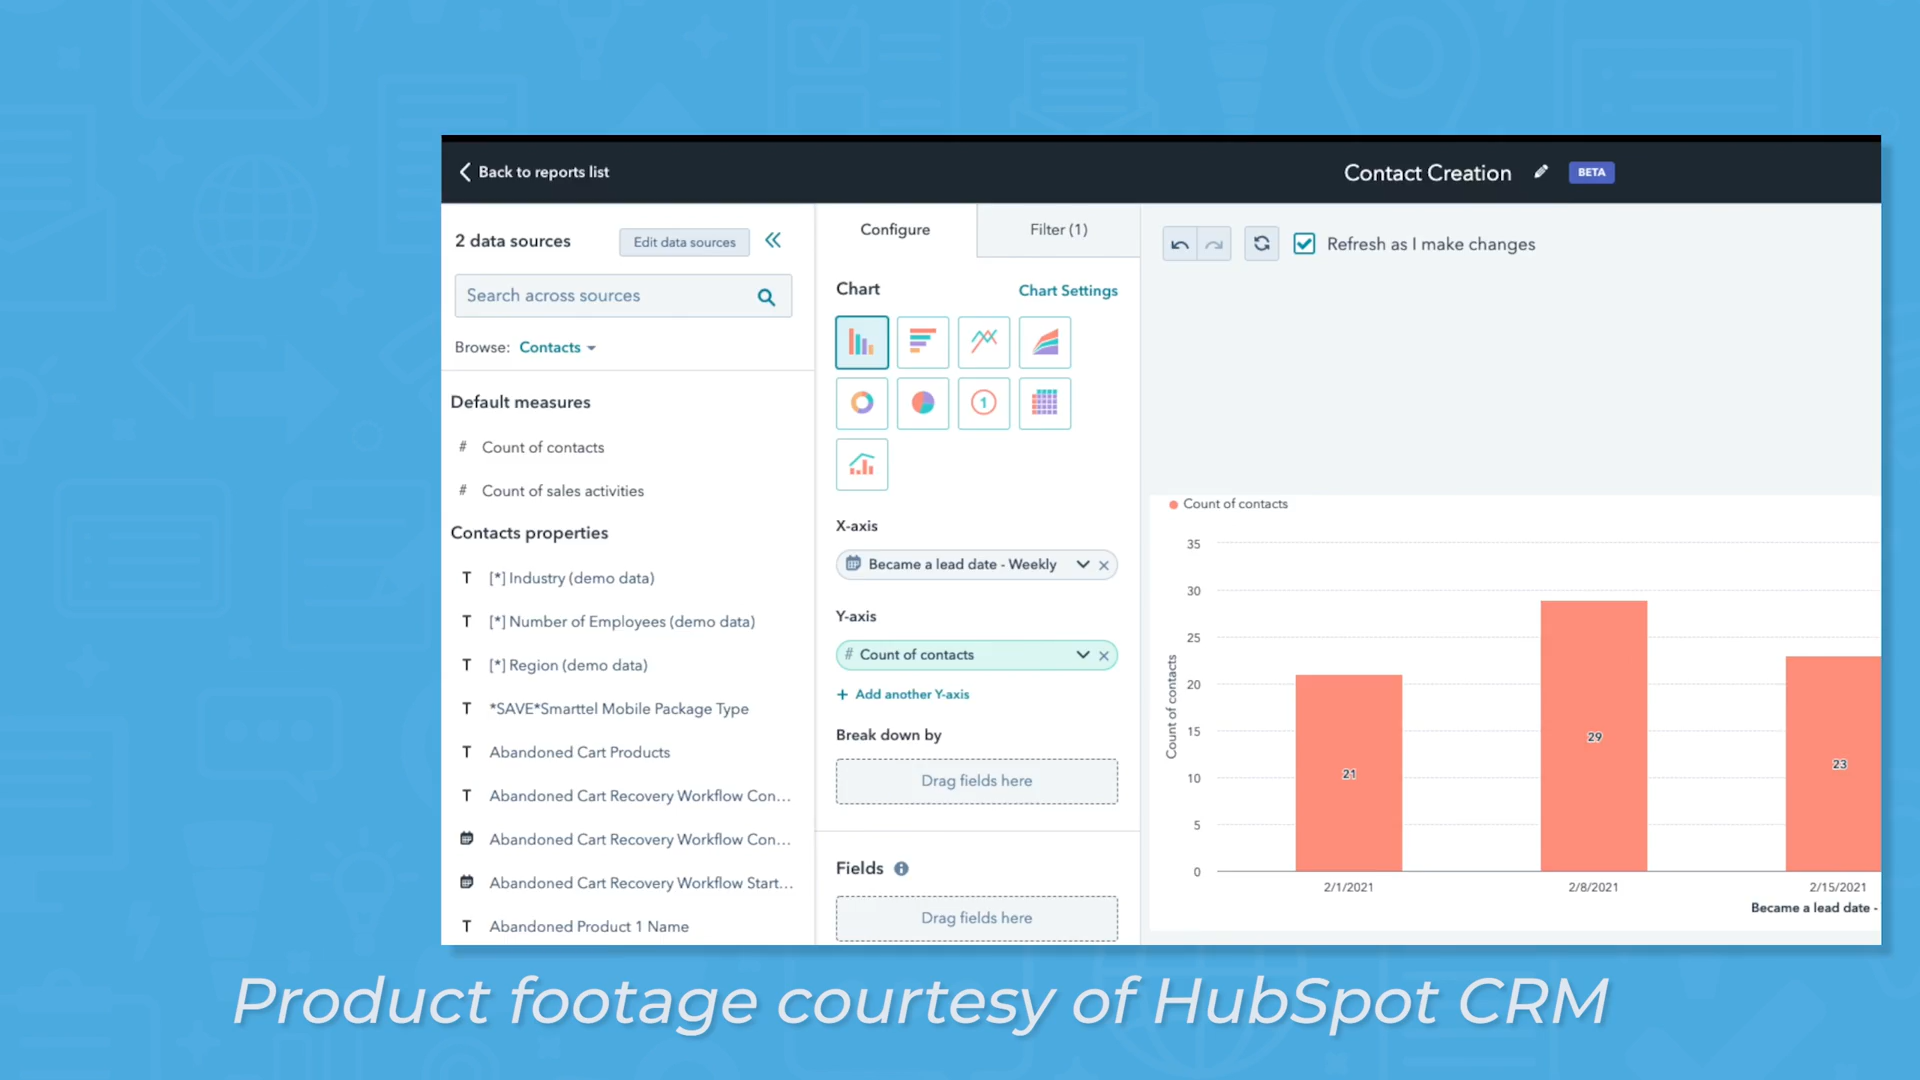 Back to reports list
Contact Creation
BETA
2 data sources
Edit data sources
Search across sources
Browse: Contacts
Default measures
# Count of contacts
# Count of sales activities
Contacts properties
T [*] Industry (demo data)
T [*] Number of Employees (demo data)
T [*] Region (demo data)
T *SAVE*Smarttel Mobile Package Type
T Abandoned Cart Products
T Abandoned Cart Recovery Workflow Con...
Abandoned Cart Recovery Workflow Con...
Abandoned Cart Recovery Workflow Start...
T Abandoned Product 1 Name
Configure
Filter (1)
Chart
Chart Settings
1
X-axis
Became a lead date - Weekly
Y-axis
# Count of contacts
+ Add another Y-axis
Break down by
Drag fields here
Fields
Drag fields here
Refresh as I make changes
Count of contacts
Count of contacts
35
30
25
20
15
10
5
0
21
29
23
2/1/2021
2/8/2021
2/15/2021
Became a lead date -
Product footage courtesy of HubSpot CRM